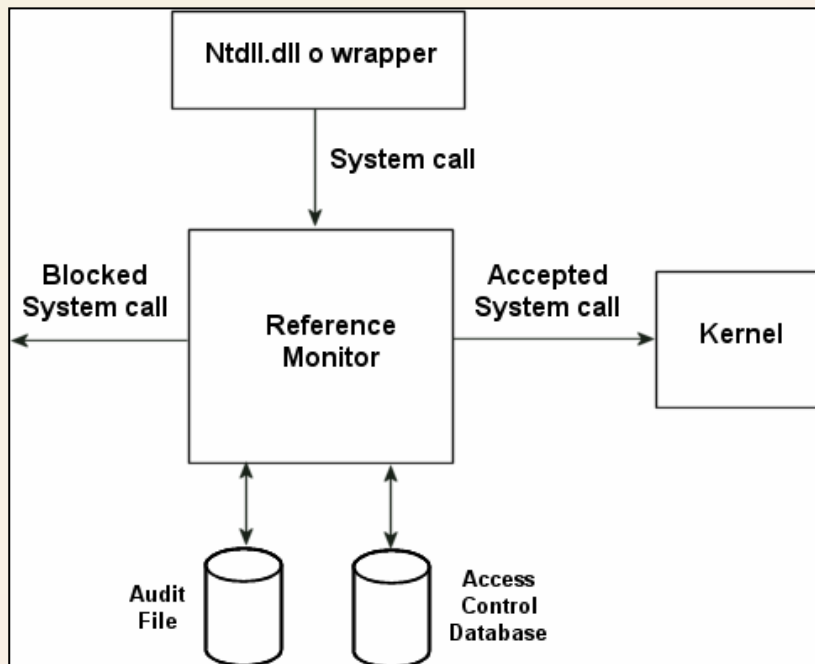 Ntdll.dll o wrapper
System call
Blocked
System call
Accepted
System call
Reference
Monitor
Kernel
Audit
File
Access
Control
Database